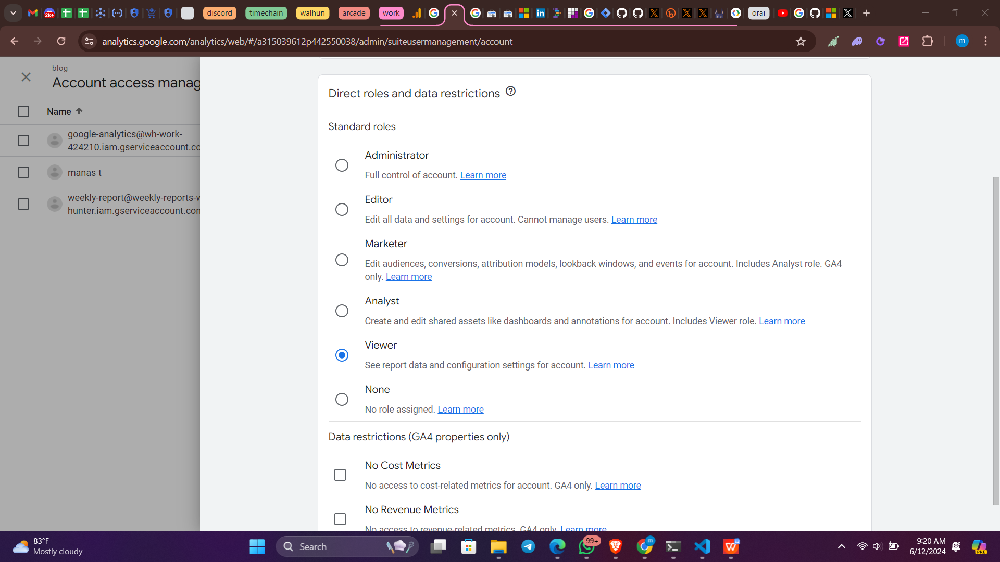 2k+
discord
timechain
walhun
arcade
work
orai
analytics.google.com/analytics/web/#/a315039612p442550038/admin/suiteusermanagement/account
m
blog
Account access manag
Name
google-analytics@wh-work-
424210.iam.gserviceaccount.co
manas t
weekly-report@weekly-reports-w
hunter.iam.gserviceaccount.com
Direct roles and data restrictions
Standard roles
Administrator
Full control of account. Learn more
Editor
Edit all data and settings for account. Cannot manage users. Learn more
Marketer
Edit audiences, conversions, attribution models, lookback windows, and events for account. Includes Analyst role. GA4
only. Learn more
Analyst
Create and edit shared assets like dashboards and annotations for account. Includes Viewer role. Learn more
Viewer
See report data and configuration settings for account. Learn more
None
No role assigned. Learn more
Data restrictions (GA4 properties only)
No Cost Metrics
No access to cost-related metrics for account. GA4 only. Learn more
No Revenue Metrics
No access to revenue-related metrics. GA4 only. Learn more
83°F
Mostly cloudy
Search
99+
m
9:20 AM
6/12/2024
PRE